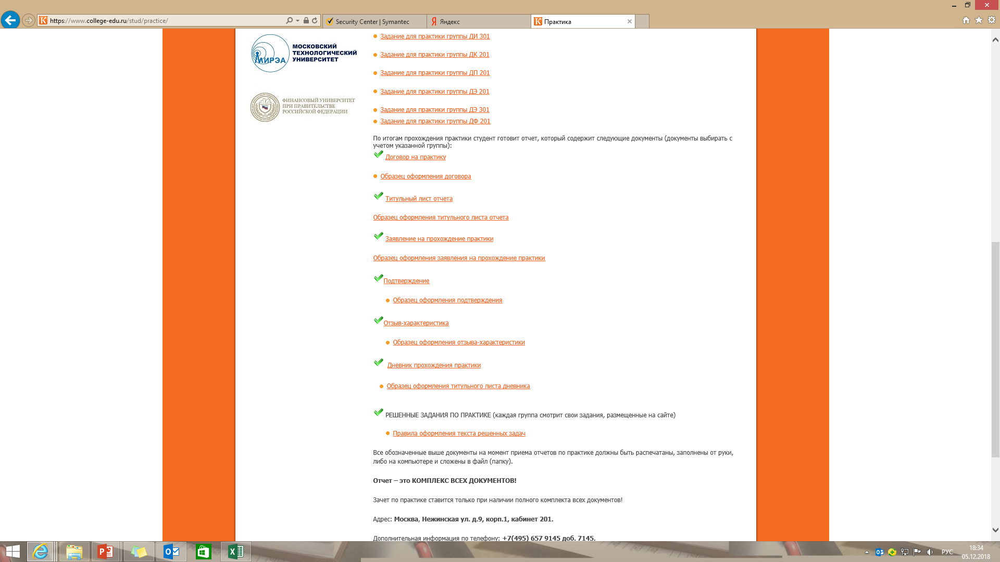 https://www.college-edu.ru/stud/practice/
Security Center | Symantec
Яндекс
Практика
МИРЭА
МОСКОВСКИЙ
ТЕХНОЛОГИЧЕСКИЙ
УНИВЕРСИТЕТ
ФИНАНСОВЫЙ УНИВЕРСИТЕТ
ПРИ ПРАВИТЕЛЬСТВЕ
РОССИЙСКОЙ ФЕДЕРАЦИИ
Задание для практики группы ДИ 301
Задание для практики группы ДК 201
Задание для практики группы ДП 201
Задание для практики группы ДЭ 201
Задание для практики группы ДЭ 301
Задание для практики группы ДФ 201
По итогам прохождения практики студент готовит отчет, который содержит следующие документы (документы выбирать с
учетом указанной группы):
Договор на практику
Образец оформления договора
Титульный лист отчета
Образец оформления титульного листа отчета
Заявление на прохождение практики
Образец оформления заявления на прохождение практики
Подтверждение
Образец оформления подтверждения
Отзыв-характеристика
Образец оформления отзыва-характеристики
Дневник прохождения практики
Образец оформления титульного листа дневника
РЕШЕННЫЕ ЗАДАНИЯ ПО ПРАКТИКЕ (каждая группа смотрит свои задания, размещенные на сайте)
Правила оформления текста решенных задач
Все обозначенные выше документы на момент приема отчетов по практике должны быть распечатаны, заполнены от руки,
либо на компьютере и сложены в файл (папку).
Отчет – это КОМПЛЕКС ВСЕХ ДОКУМЕНТОВ!
Зачет по практике ставится только при наличии полного комплекта всех документов!
Адрес: Москва, Нежинская ул. д.9, корп.1, кабинет 201.
Дополнительная информация по телефону: +7(495) 657 9145 доб. 7145.
РУС
18:34
05.12.2018